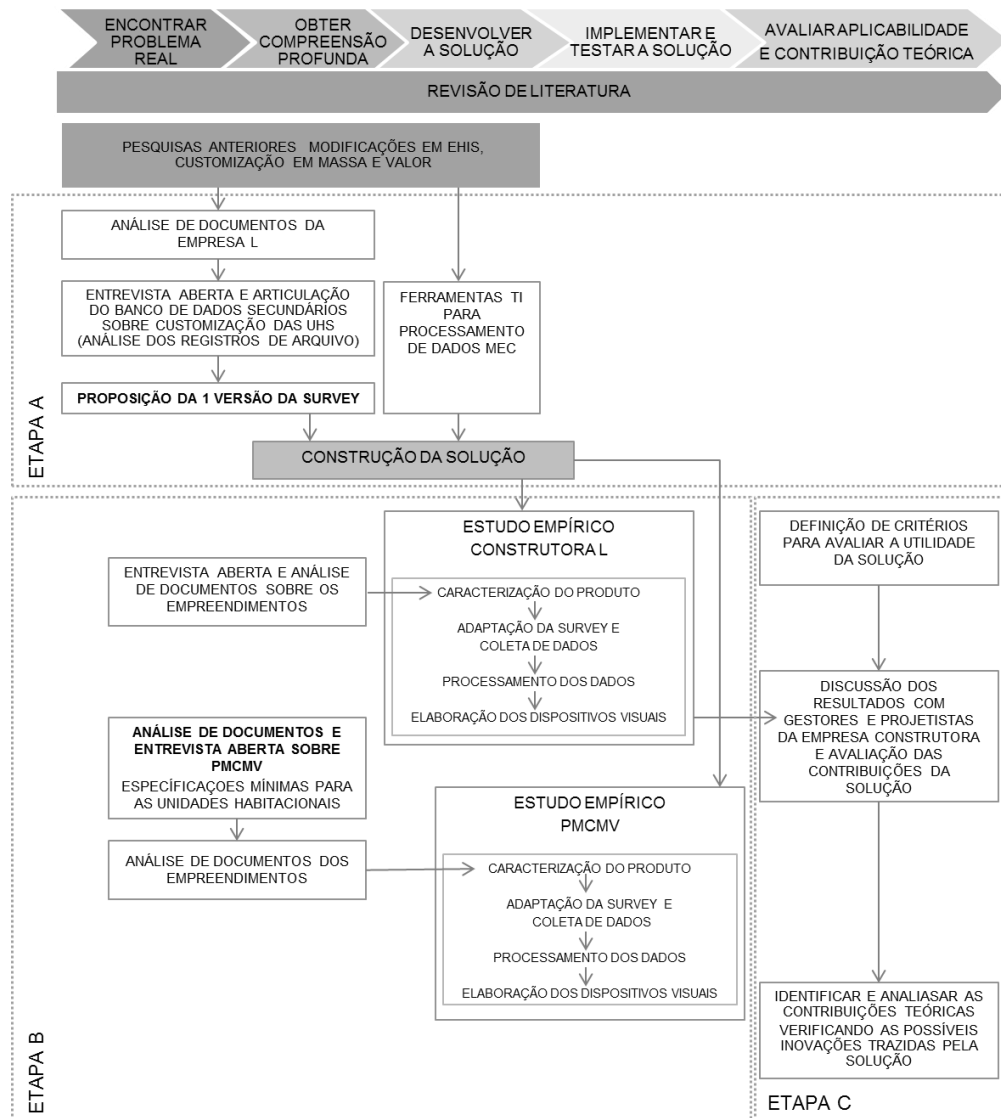 ENCONTRAR
PROBLEMA
REAL
OBTER
COMPREENSÃO
PROFUNDA
DESENVOLVER
A SOLUÇÃO
IMPLEMENTAR E
TESTAR A SOLUÇÃO
AVALIAR APLICABILIDADE
E CONTRIBUIÇÃO TEÓRICA
REVISÃO DE LITERATURA
PESQUISAS ANTERIORES MODIFICAÇÕES EM EHIS,
CUSTOMIZAÇÃO EM MASSA E VALOR
ETAPA A
ANÁLISE DE DOCUMENTOS DA
EMPRESA L
ENTREVISTA ABERTA E ARTICULAÇÃO
DO BANCO DE DADOS SECUNDÁRIOS
SOBRE CUSTOMIZAÇÃO DAS UHS
(ANÁLISE DOS REGISTROS DE ARQUIVO)
PROPOSIÇÃO DA 1 VERSÃO DA SURVEY
FERRAMENTAS TI
PARA
PROCESSAMENTO
DE DADOS MEC
CONSTRUÇÃO DA SOLUÇÃO
ETAPA B
ENTREVISTA ABERTA E ANÁLISE
DE DOCUMENTOS SOBRE OS
EMPREENDIMENTOS
ESTUDO EMPÍRICO
CONSTRUTORA L
CARACTERIZAÇÃO DO PRODUTO
ADAPTAÇÃO DA SURVEY E
COLETA DE DADOS
PROCESSAMENTO DOS DADOS
ELABORAÇÃO DOS DISPOSITIVOS VISUAIS
ANÁLISE DE DOCUMENTOS E
ENTREVISTA ABERTA SOBRE
PMCMV
ESPECÍFICAÇOES MÍNIMAS PARA
AS UNIDADES HABITACIONAIS
ANÁLISE DE DOCUMENTOS DOS
EMPREENDIMENTOS
ESTUDO EMPÍRICO
PMCMV
CARACTERIZAÇÃO DO PRODUTO
ADAPTAÇÃO DA SURVEY E
COLETA DE DADOS
PROCESSAMENTO DOS DADOS
ELABORAÇÃO DOS DISPOSITIVOS VISUAIS
DEFINIÇÃO DE CRITÉRIOS
PARA AVALIAR A UTILIDADE
DA SOLUÇÃO
DISCUSSÃO DOS
RESULTADOS COM
GESTORES E PROJETISTAS
DA EMPRESA CONSTRUTORA
E AVALIAÇÃO DAS
CONTRIBUIÇÕES DA
SOLUÇÃO
IDENTIFICAR E ANALIASAR AS
CONTRIBUIÇÕES TEÓRICAS
VERIFICANDO AS POSSÍVEIS
INOVAÇÕES TRAZIDAS PELA
SOLUÇÃO
ETAPA C